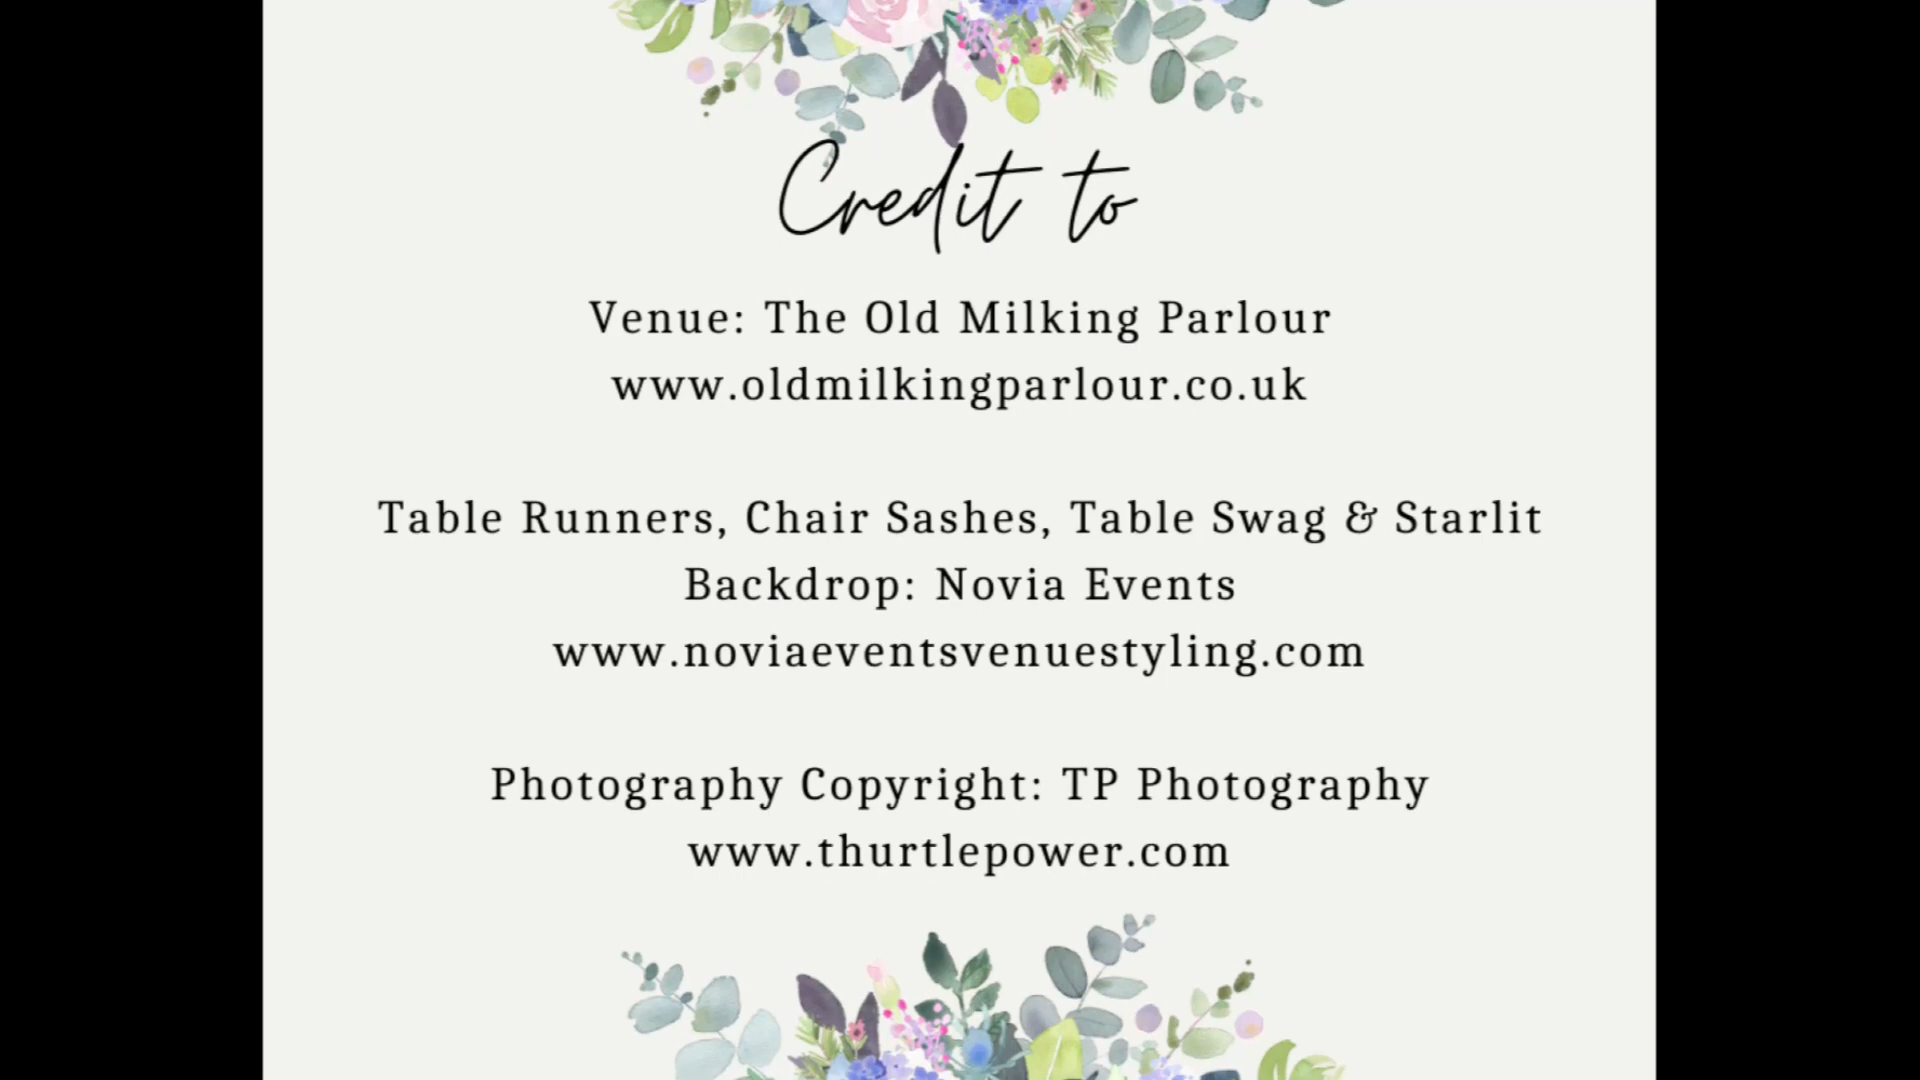 Credit to
Venue: The Old Milking Parlour
www.oldmilkingparlour.co.uk
Table Runners, Chair Sashes, Table Swag & Starlit
Backdrop: Novia Events
www.noviaeventsvenuestyling.com
Photography Copyright: TP Photography
www.thurtlepower.com